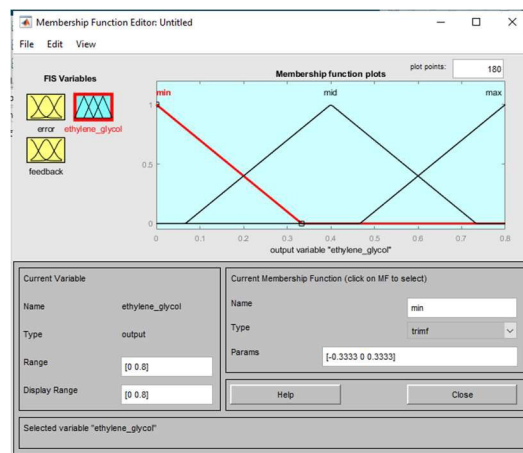 Membership Function Editor: Untitled
File Edit View
FIS Variables
error
ethylene_glycol
feedback
Membership function plots
plot points:
180
min
mid
max
1
0.5
0
0 0.1 0.2 0.3 0.4 0.5 0.6 0.7 0.8
output variable "ethylene_glycol"
Current Variable
Name ethylene_glycol
Type output
Range [0 0.8]
Display Range [0 0.8]
Current Membership Function (click on MF to select)
Name min
Type trimf
Params [-0.3333 0 0.3333]
Help Close
Selected variable "ethylene_glycol"